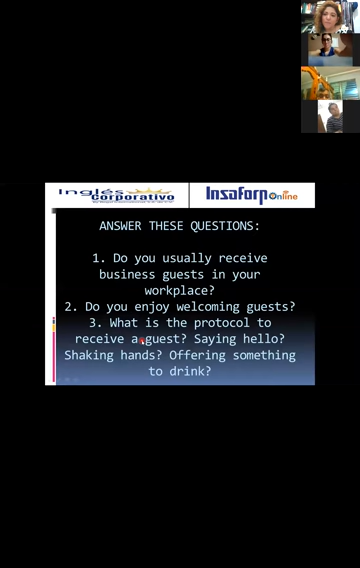 Inglés
Corporativo
Insaforp Online
ANSWER THESE QUESTIONS:
1. Do you usually receive
business guests in your
workplace?
2. Do you enjoy welcoming guests?
3. What is the protocol to
receive a guest? Saying hello?
Shaking hands? Offering something
to drink?